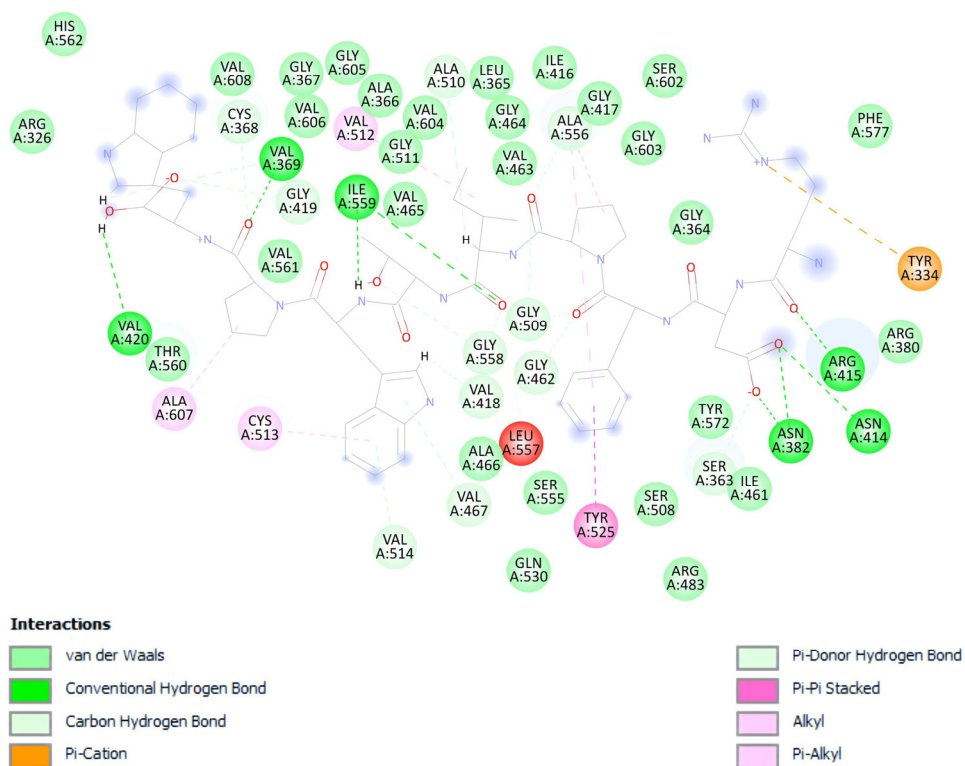 HIS
A:562
ARG
A:326
VAL
A:608
CYS
A:368
GLY
A:367
GLY
A:605
VAL
A:606
ALA
A:366
VAL
A:512
ALA
A:510
LEU
A:365
ILE
A:416
SER
A:602
VAL
A:604
GLY
A:511
GLY
A:464
GLY
A:417
ALA
A:556
VAL
A:463
GLY
A:603
PHE
A:577
VAL
A:369
GLY
A:419
ILE
A:559
VAL
A:465
GLY
A:364
TYR
A:334
VAL
A:561
VAL
A:420
THR
A:560
ALA
A:607
CYS
A:513
GLY
A:509
GLY
A:558
GLY
A:462
VAL
A:418
LEU
A:557
ALA
A:466
VAL
A:467
VAL
A:514
SER
A:555
TYR
A:525
GLN
A:530
SER
A:508
ARG
A:483
TYR
A:572
SER
A:363
ILE
A:461
ASN
A:382
ASN
A:414
ARG
A:415
ARG
A:380
N
H
O
H
O
+N
O
N
O
N
H
O
N
O
H
N
H
N
O
H
N
O
N
O
N
O
O
-O
O
N
N
N
+N
N
Interactions
van der Waals
Conventional Hydrogen Bond
Carbon Hydrogen Bond
Pi-Cation
Pi-Donor Hydrogen Bond
Pi-Pi Stacked
Alkyl
Pi-Alkyl